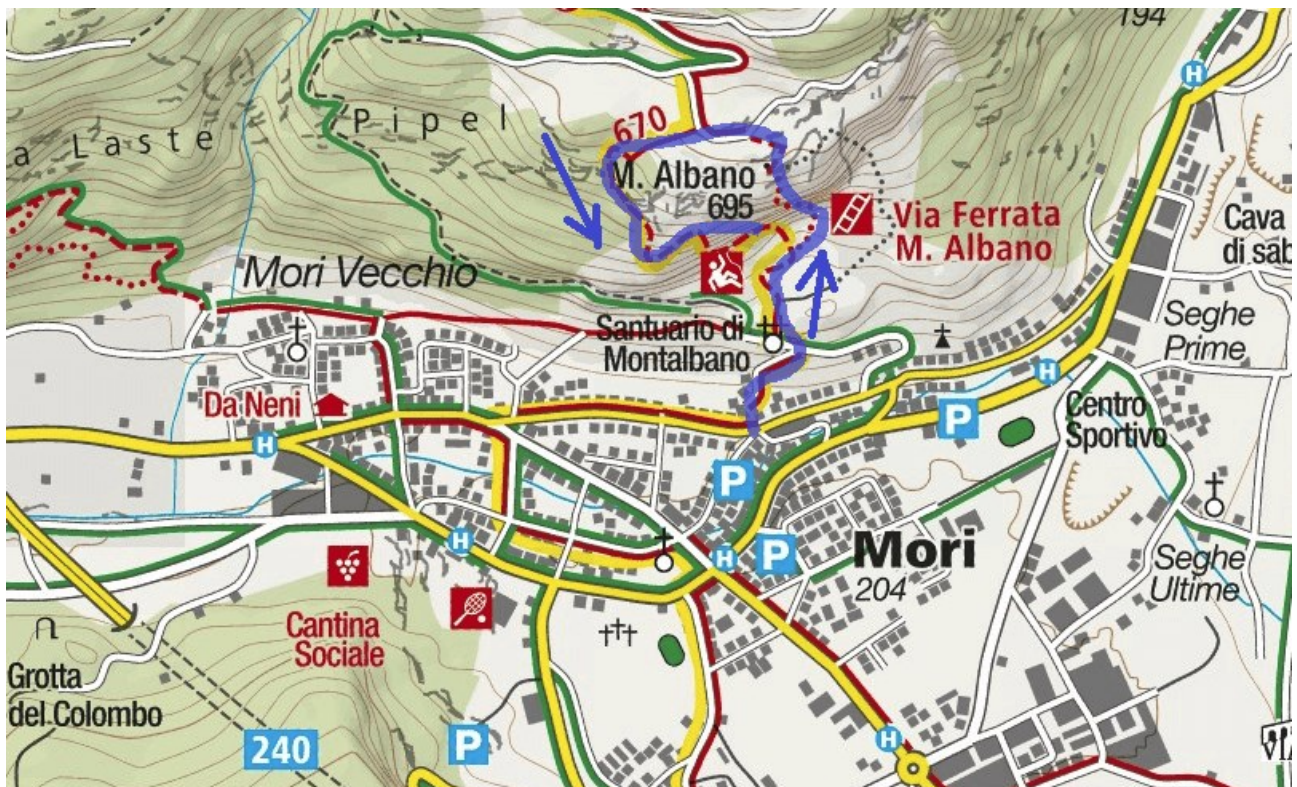 194
a Laste
Pipel
670
M. Albano
695
Via Ferrata
M. Albano
Cava
di sab
Mori Vecchio
Santuario di
Montalbano
Seghe
Prime
Da Neni
H
H
H
P
Centro
Sportivo
P
H
H
P
Mori
204
Seghe
Ultime
Cantina
Sociale
Grotta
del Colombo
240
P
H
VIA